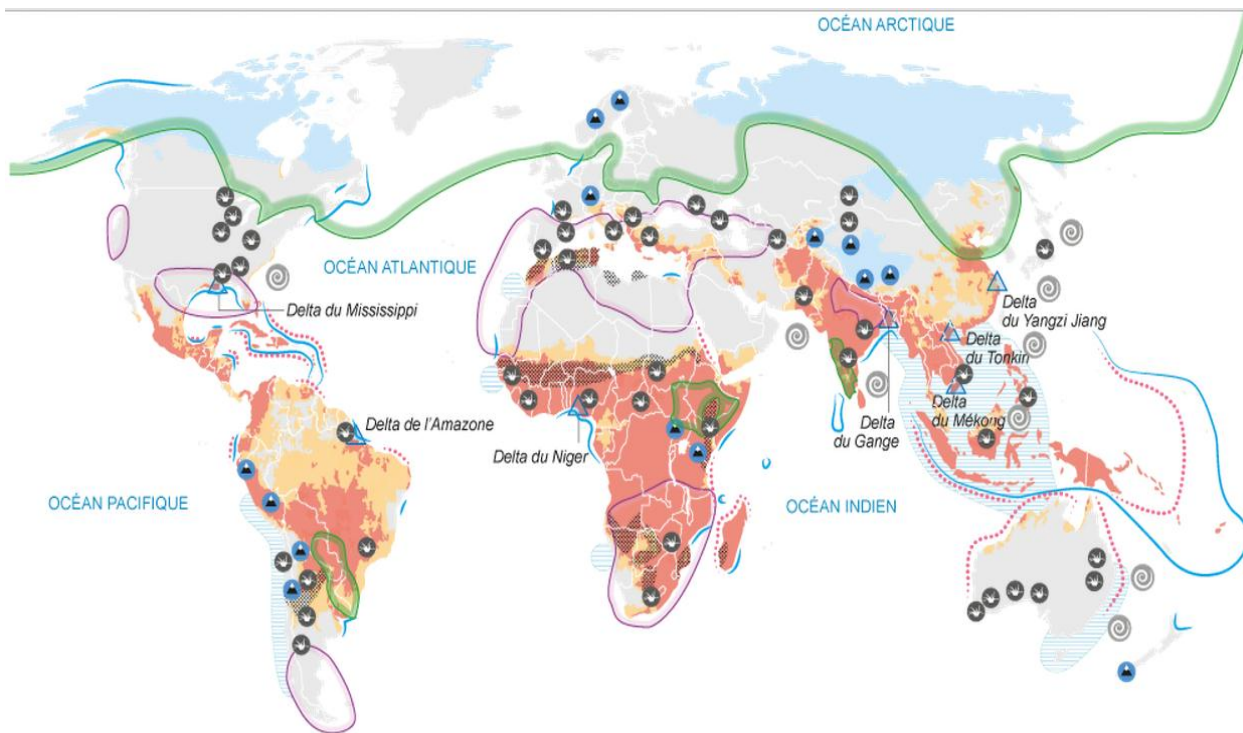 OCÉAN ARCTIQUE
OCÉAN ATLANTIQUE
Delta du Mississippi
Delta
du Yangzi Jiang
Delta
du Tonkin
Delta
du Mékong
Delta
du Gange
Delta de l'Amazone
Delta du Niger
OCÉAN PACIFIQUE
OCÉAN INDIEN